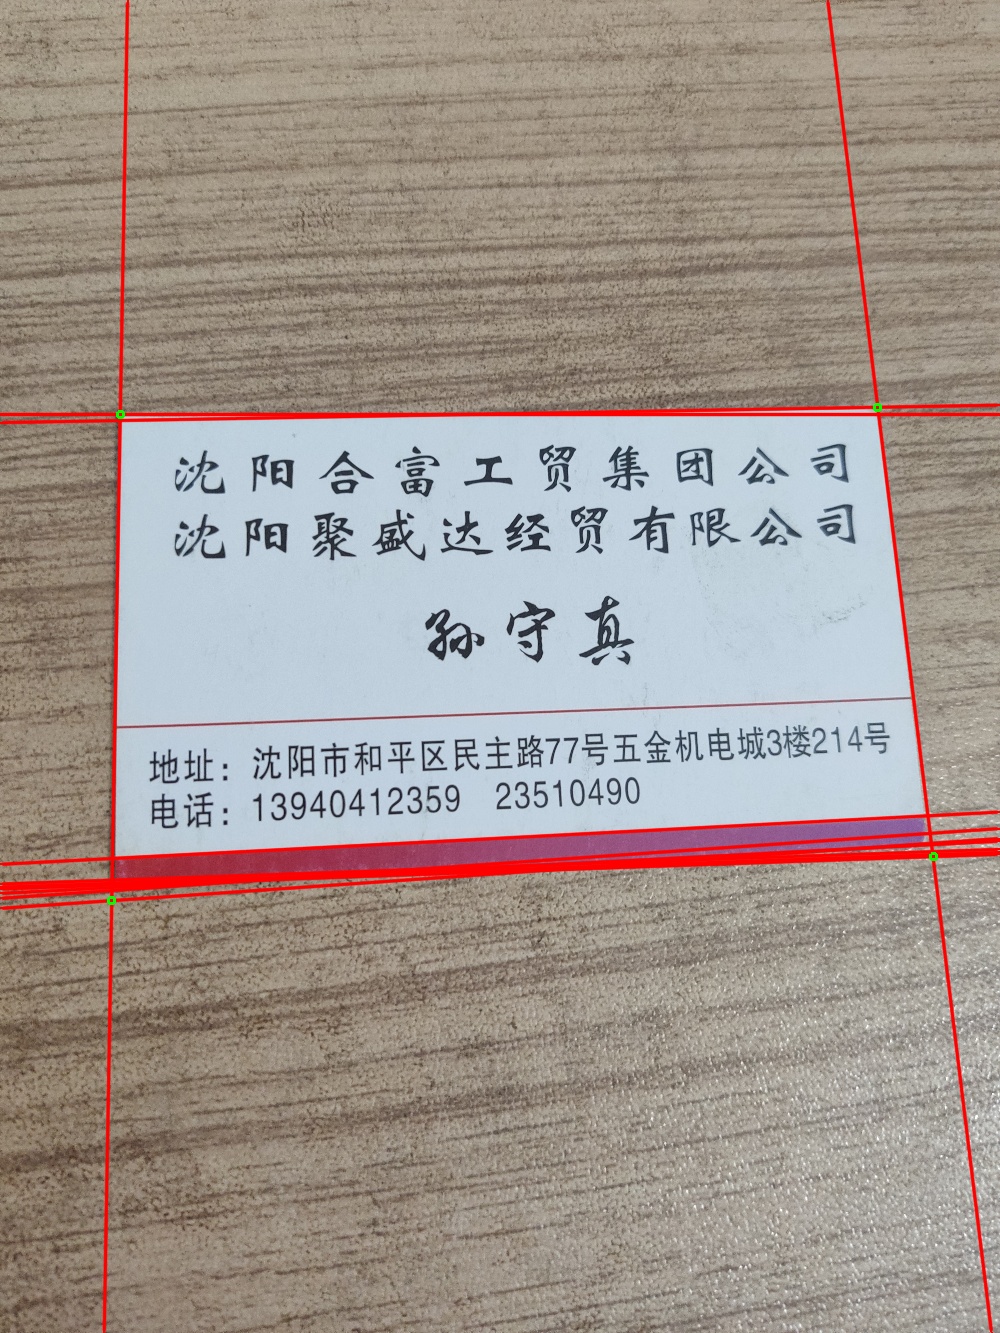 沈阳合富工贸集团公司
沈阳聚盛达经贸有限公司
孙守真
地址：沈阳市和平区民主路77号五金机电城3楼214号
电话：13940412359 23510490